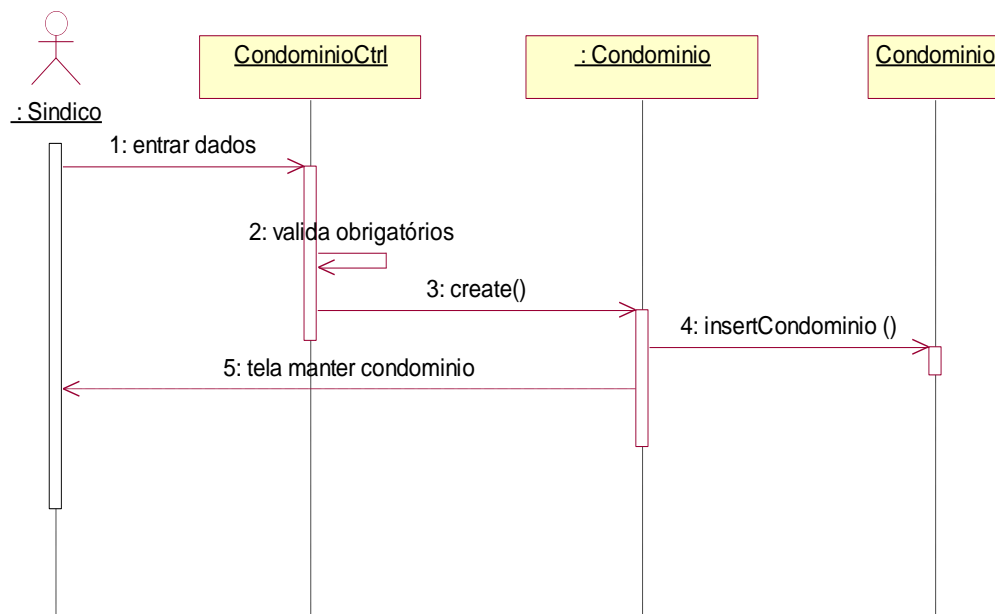 CondominioCtrl
: Condominio
Condominio
: Sindico
1: entrar dados
2: valida obrigatórios
3: create()
4: insertCondominio ()
5: tela manter condominio